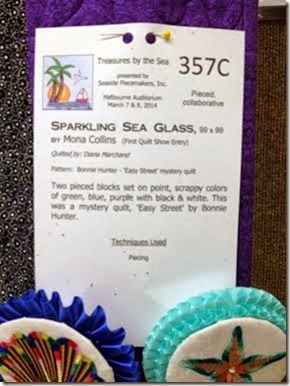 Treasures by the Sea
357C
presented by
Seaside Piecemakers, Inc.
Melbourne Auditorium
March 7 & 8, 2014
Pieced,
collaborative
SPARKLING SEA GLASS, 99 x 99
BY Mona Collins (First Quilt Show Entry)
Quilted by: Diana Marchand
Pattern: Bonnie Hunter - 'Easy Street' mystery quilt
Two pieced blocks set on point, scrappy colors
of green, blue, purple with black & white. This
was a mystery quilt, 'Easy Street' by Bonnie
Hunter.
Techniques Used
Piecing